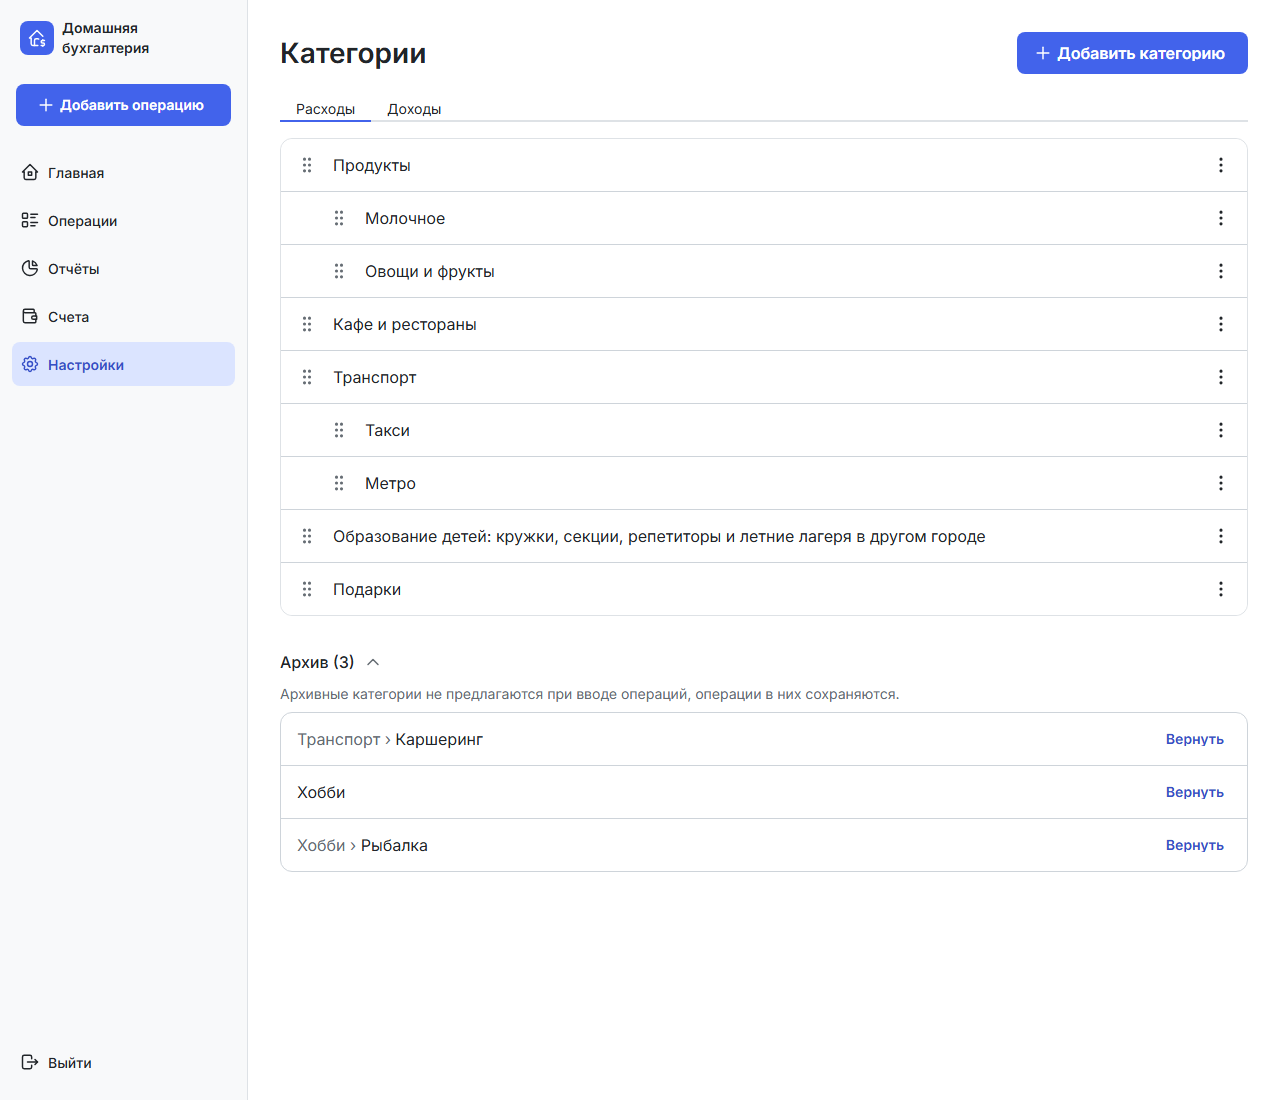 Домашняя
бухгалтерия
Добавить операцию
Главная
Операции
Отчёты
Счета
Настройки
Выйти
Категории
Добавить категорию
Расходы
Доходы
Продукты
Молочное
Овощи и фрукты
Кафе и рестораны
Транспорт
Такси
Метро
Образование детей: кружки, секции, репетиторы и летние лагеря в другом городе
Подарки
Архив (3)
Архивные категории не предлагаются при вводе операций, операции в них сохраняются.
Транспорт › Каршеринг
Вернуть
Хобби
Вернуть
Хобби › Рыбалка
Вернуть